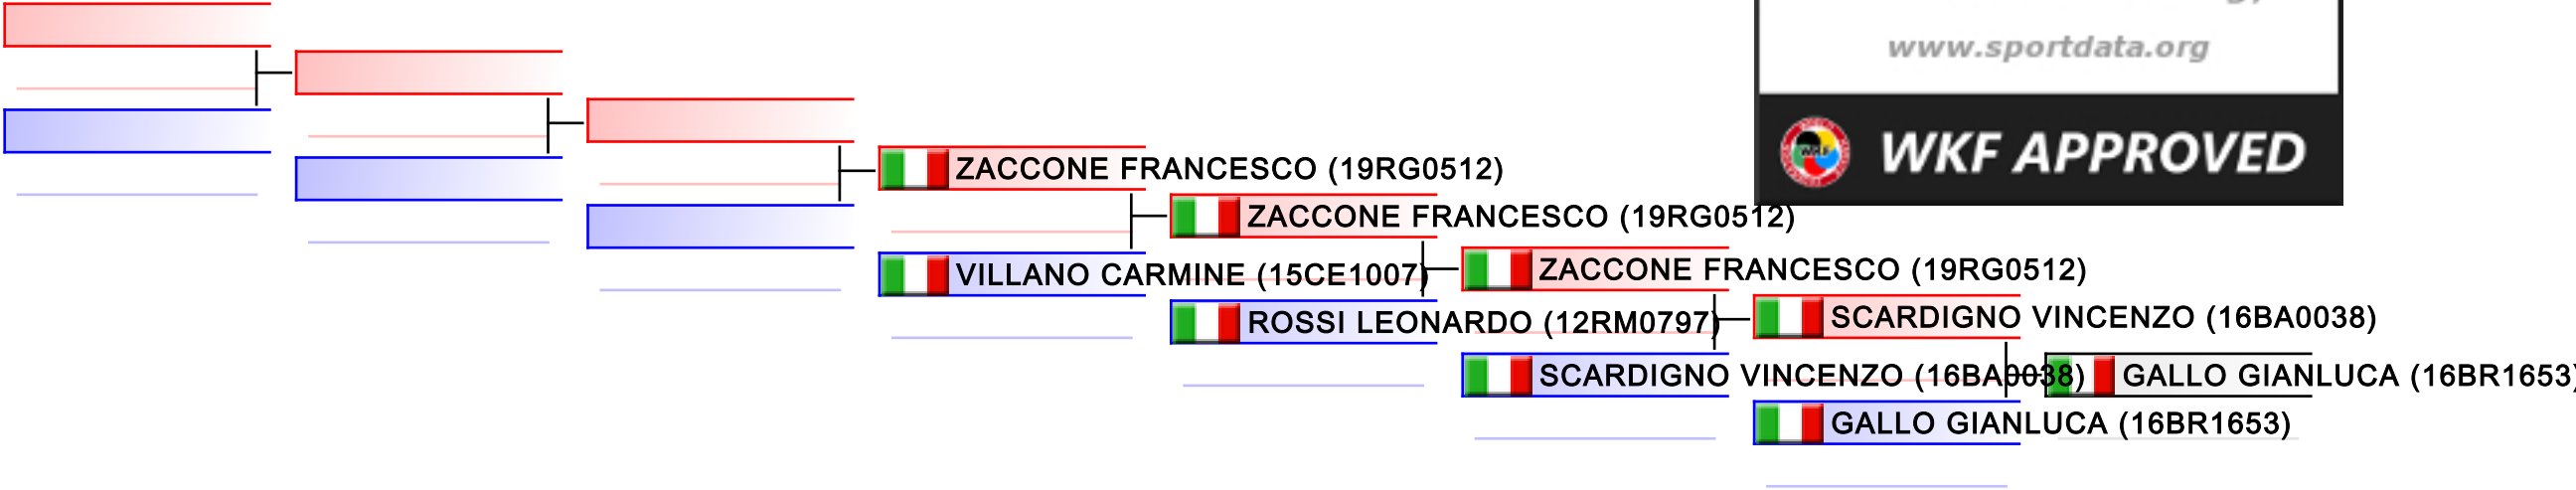 www.sportdata.org
WKF APPROVED
ZACCONE FRANCESCO (19RG0512)
ZACCONE FRANCESCO (19RG0512)
VILLANO CARMINE (15CE1007)
ZACCONE FRANCESCO (19RG0512)
ROSSI LEONARDO (12RM0797)
SCARDIGNO VINCENZO (16BA0038)
SCARDIGNO VINCENZO (16BA0038)
GALLO GIANLUCA (16BR1653)
GALLO GIANLUCA (16BR1653)